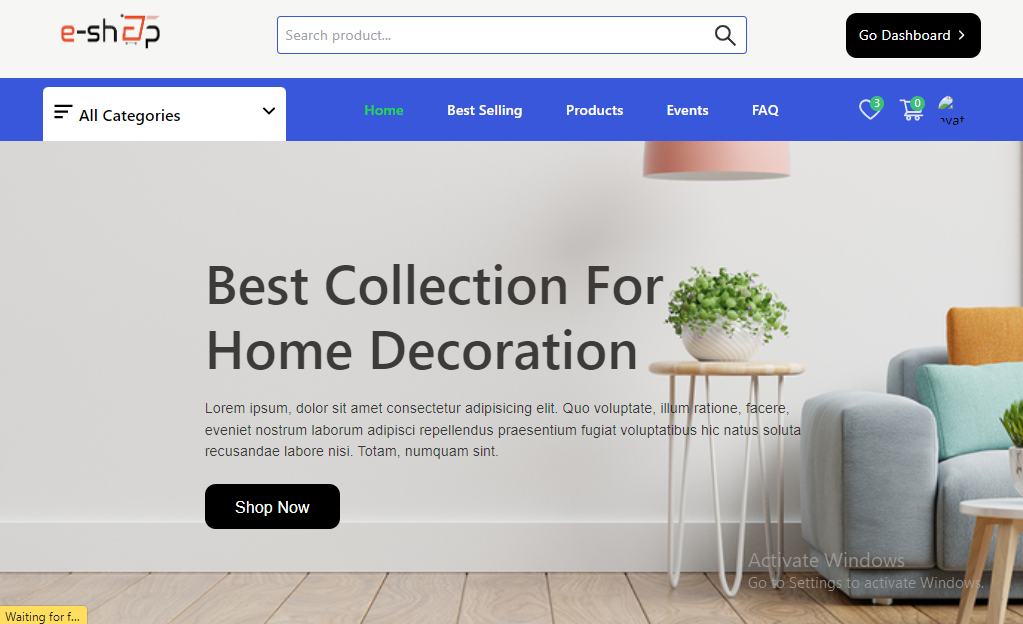 e-shop
Search product...
Go Dashboard
All Categories
Home
Best Selling
Products
Events
FAQ
3
0
Best Collection For
Home Decoration
Lorem ipsum, dolor sit amet consectetur adipisicing elit. Quo voluptate, illum ratione, facere,
eveniet nostrum laborum adipisci repellendus praesentium fugiat voluptatibus hic natus soluta
recusandae labore nisi. Totam, numquam sint.
Shop Now
Activate Windows
Go to Settings to activate Windows.
Waiting for f...